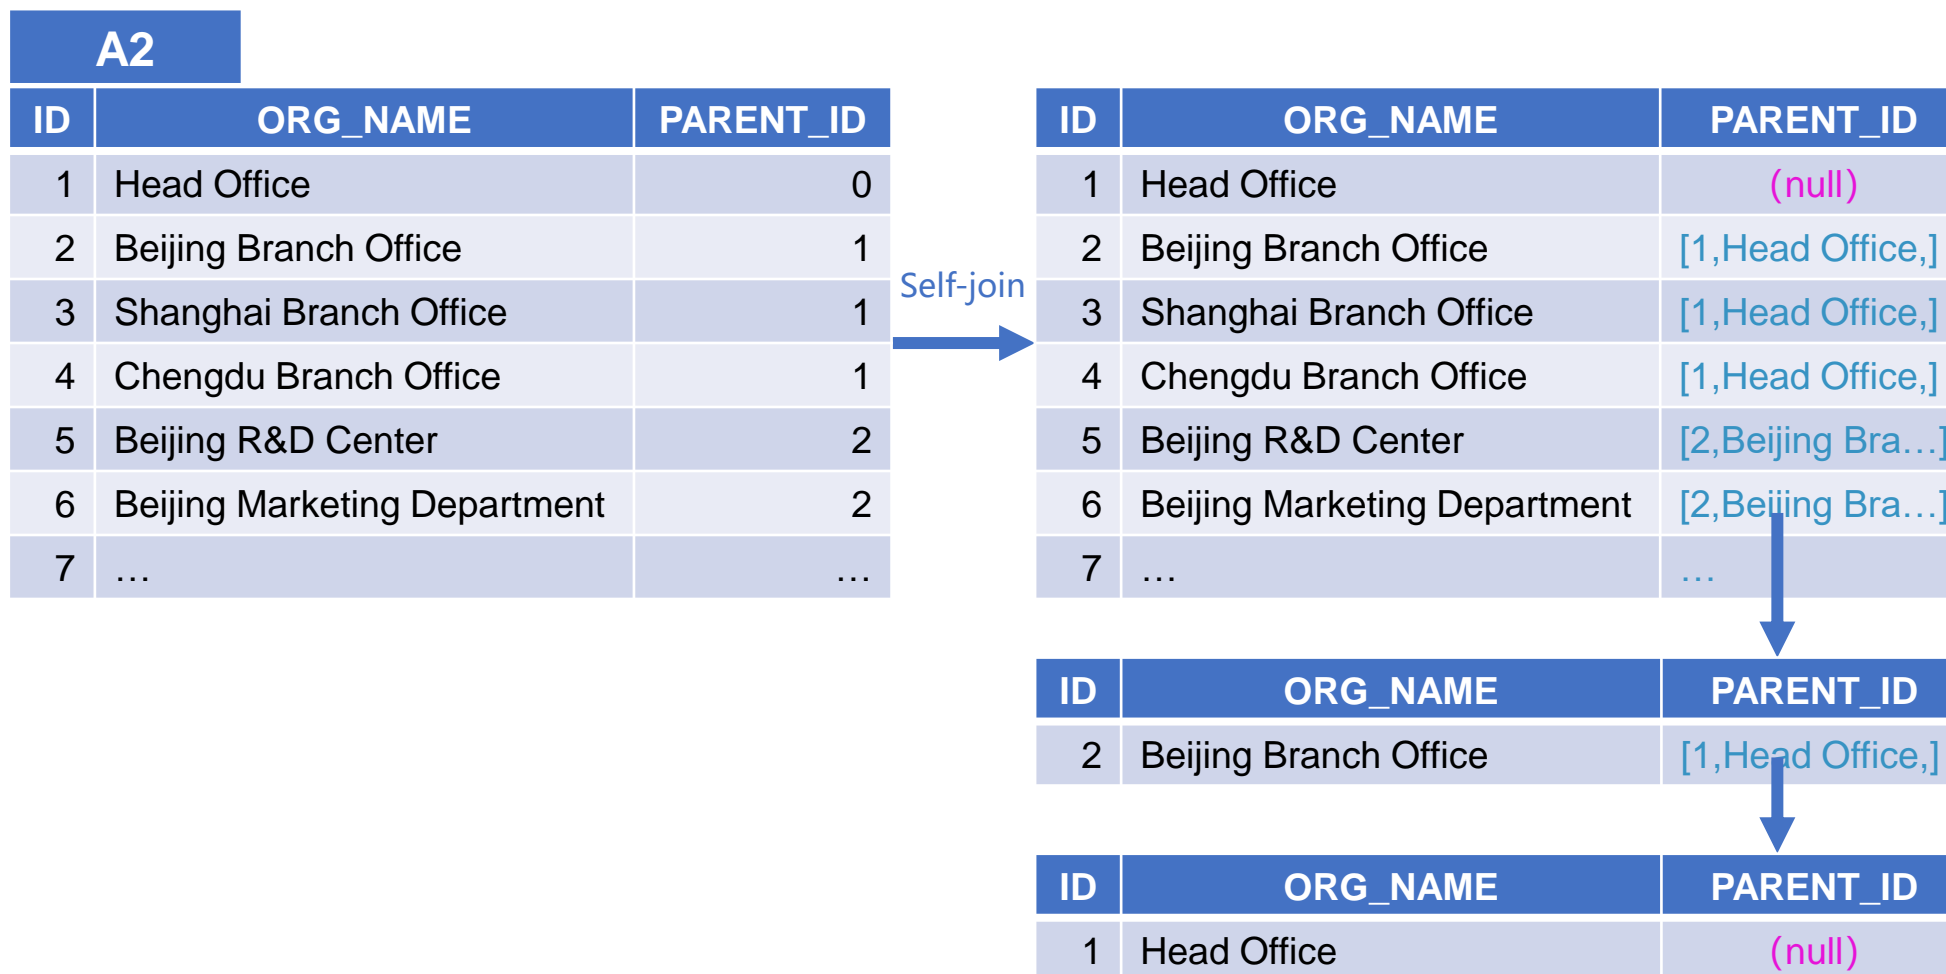 A2
ID ORG_NAME PARENT_ID
1 Head Office 0
2 Beijing Branch Office 1
3 Shanghai Branch Office 1
4 Chengdu Branch Office 1
5 Beijing R&D Center 2
6 Beijing Marketing Department 2
7 … …
Self-join
ID ORG_NAME PARENT_ID
1 Head Office (null)
2 Beijing Branch Office [1,Head Office,]
3 Shanghai Branch Office [1,Head Office,]
4 Chengdu Branch Office [1,Head Office,]
5 Beijing R&D Center [2,Beijing Bra…]
6 Beijing Marketing Department [2,Beijing Bra…]
7 … …
ID ORG_NAME PARENT_ID
2 Beijing Branch Office [1,Head Office,]
ID ORG_NAME PARENT_ID
1 Head Office (null)